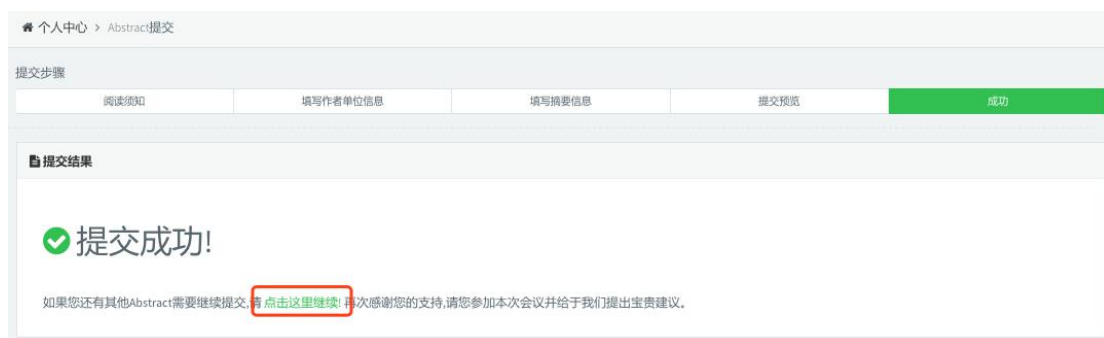 个人中心 > Abstract提交
提交步骤
阅读须知 填写作者单位信息 填写摘要信息 提交预览 成功
提交结果
提交成功!
如果您还有其他Abstract需要继续提交,请 点击这里继续! 再次感谢您的支持,请您参加本次会议并给于我们提出宝贵建议。